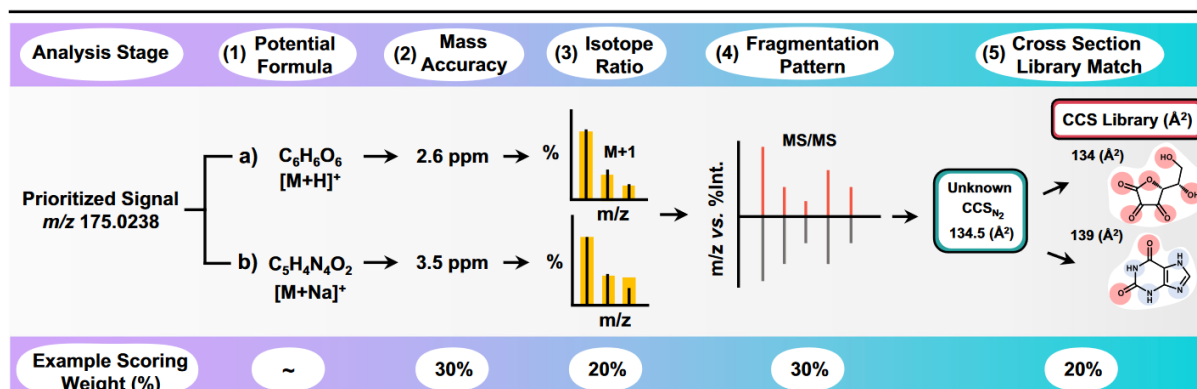 Analysis Stage
(1) Potential Formula
(2) Mass Accuracy
(3) Isotope Ratio
(4) Fragmentation Pattern
(5) Cross Section Library Match
Prioritized Signal
m/z 175.0238
a) C₆H₆O₆
[M+H]⁺
2.6 ppm
%
M+1
m/z
b) C₅H₄N₄O₂
[M+Na]⁺
3.5 ppm
%
m/z
MS/MS
m/z vs. %Int.
Unknown
CCS_N₂
134.5 (Å²)
CCS Library (Å²)
134 (Å²)
HO
O
O
OH
O
O
O
139 (Å²)
O
H
N
HN
O
N
H
N
Example Scoring
Weight (%)
~
30%
20%
30%
20%